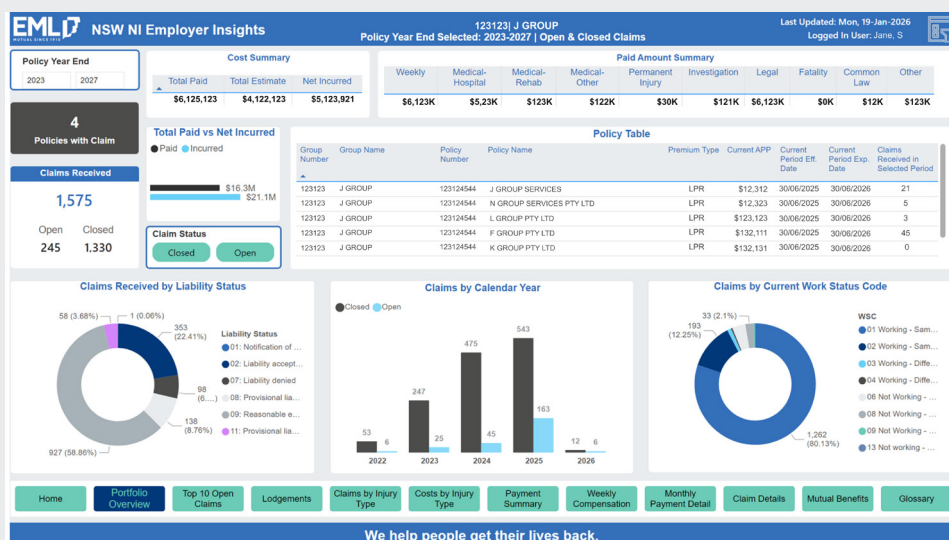 EML
MUTUAL SINCE 1910
NSW NI Employer Insights
123123| J GROUP
Policy Year End Selected: 2023-2027 | Open & Closed Claims
Last Updated: Mon, 19-Jan-2026
Logged In User: Jane, S
Policy Year End
2023 2027
4
Policies with Claim
Claims Received
1,575
Open Closed
245 1.330
Cost Summary
Total Paid Total Estimate Net Incurred
$6,125,123 $4,122,123 $5,123,921
Paid Amount Summary
Weekly Medical-Hospital Medical-Rehab Medical-Other Permanent Injury Investigation Legal Fatality Common Law Other
$6,123K $5,23K $123K $122K $30K $121K $6,123K $0K $12K $123K
Total Paid vs Net Incurred
Paid Incurred
$16.3M
$21.1M
Claim Status
Closed Open
Policy Table
Group Number Group Name Policy Number Policy Name Premium Type Current APP Current Period Eff. Date Current Period Exp. Date Claims Received in Selected Period
123123 J GROUP 123124544 J GROUP SERVICES LPR $12,312 30/06/2025 30/06/2026 21
123123 J GROUP 123124544 N GROUP SERVICES PTY LTD LPR $12,323 30/06/2025 30/06/2026 5
123123 J GROUP 123124544 L GROUP PTY LTD LPR $123,123 30/06/2025 30/06/2026 3
123123 J GROUP 123124544 F GROUP PTY LTD LPR $132,111 30/06/2025 30/06/2026 45
123123 J GROUP 123124544 K GROUP PTY LTD LPR $132,131 30/06/2025 30/06/2026 0
Claims Received by Liability Status
58 (3.68%)
1 (0.06%)
353 (22.41%)
98 (6....)
138 (8.76%)
927 (58.86%)
Liability Status
01: Notification of ...
02: Liability accept...
07: Liability denied
08: Provisional lia...
09: Reasonable e...
11: Provisional lia...
Claims by Calendar Year
Closed Open
53 6
247 25
475 45
543 163
12 6
2022 2023 2024 2025 2026
Claims by Current Work Status Code
33 (2.1%)
193 (12.25%)
1,262 (80.13%)
WSC
01 Working - Sam...
02 Working - Sam...
03 Working - Diffe...
04 Working - Diffe...
06 Not Working - ...
08 Not Working - ...
09 Not Working - ...
13 Not working - ...
Home
Portfolio Overview
Top 10 Open Claims
Lodgements
Claims by Injury Type
Costs by Injury Type
Payment Summary
Weekly Compensation
Monthly Payment Detail
Claim Details
Mutual Benefits
Glossary
We help people get their lives back.